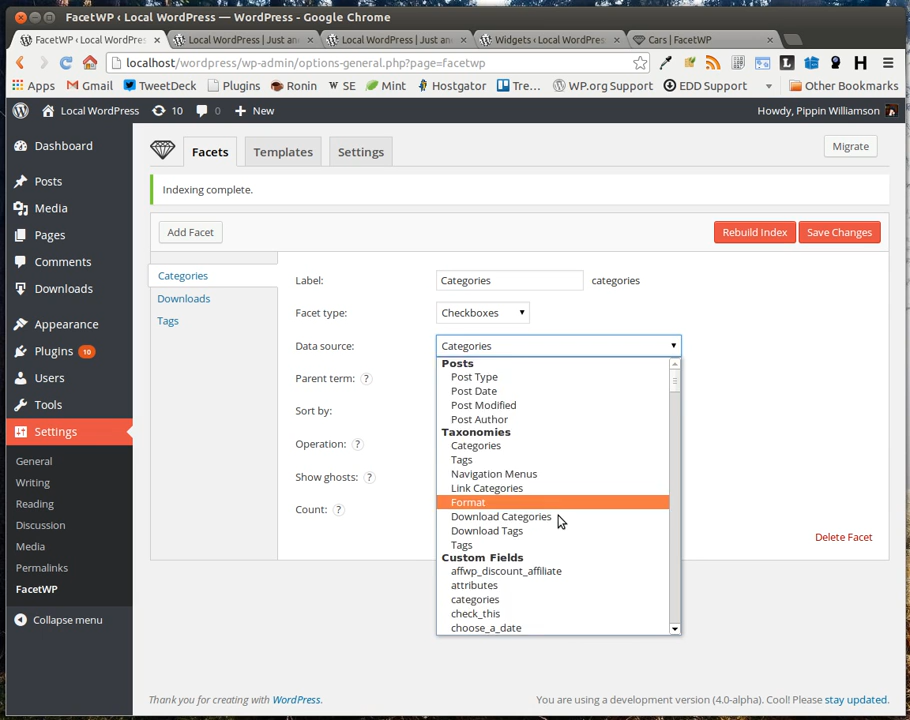 FacetWP ‹ Local WordPress — WordPress - Google Chrome
FacetWP ‹ Local WordPre
Local WordPress | Just an
Local WordPress | Just an
Widgets ‹ Local WordPress
Cars | FacetWP
localhost/wordpress/wp-admin/options-general.php?page=facetwp
Apps Gmail TweetDeck Plugins Ronin W SE Mint Hostgator Tre... WP.org Support EDD Support Other Bookmarks
Local WordPress 10 0 New Howdy, Pippin Williamson
Dashboard
Posts
Media
Pages
Comments
Downloads
Appearance
Plugins 10
Users
Tools
Settings
General
Writing
Reading
Discussion
Media
Permalinks
FacetWP
Collapse menu
Facets Templates Settings Migrate
Indexing complete.
Add Facet Rebuild Index Save Changes
Categories
Downloads
Tags
Label: Categories categories
Facet type: Checkboxes
Data source: Categories
Parent term: ?
Sort by:
Operation: ?
Show ghosts: ?
Count: ?
Posts
Post Type
Post Date
Post Modified
Post Author
Taxonomies
Categories
Tags
Navigation Menus
Link Categories
Format
Download Categories
Download Tags
Tags
Custom Fields
affwp_discount_affiliate
attributes
categories
check_this
choose_a_date
Delete Facet
Thank you for creating with WordPress.
You are using a development version (4.0-alpha). Cool! Please stay updated.